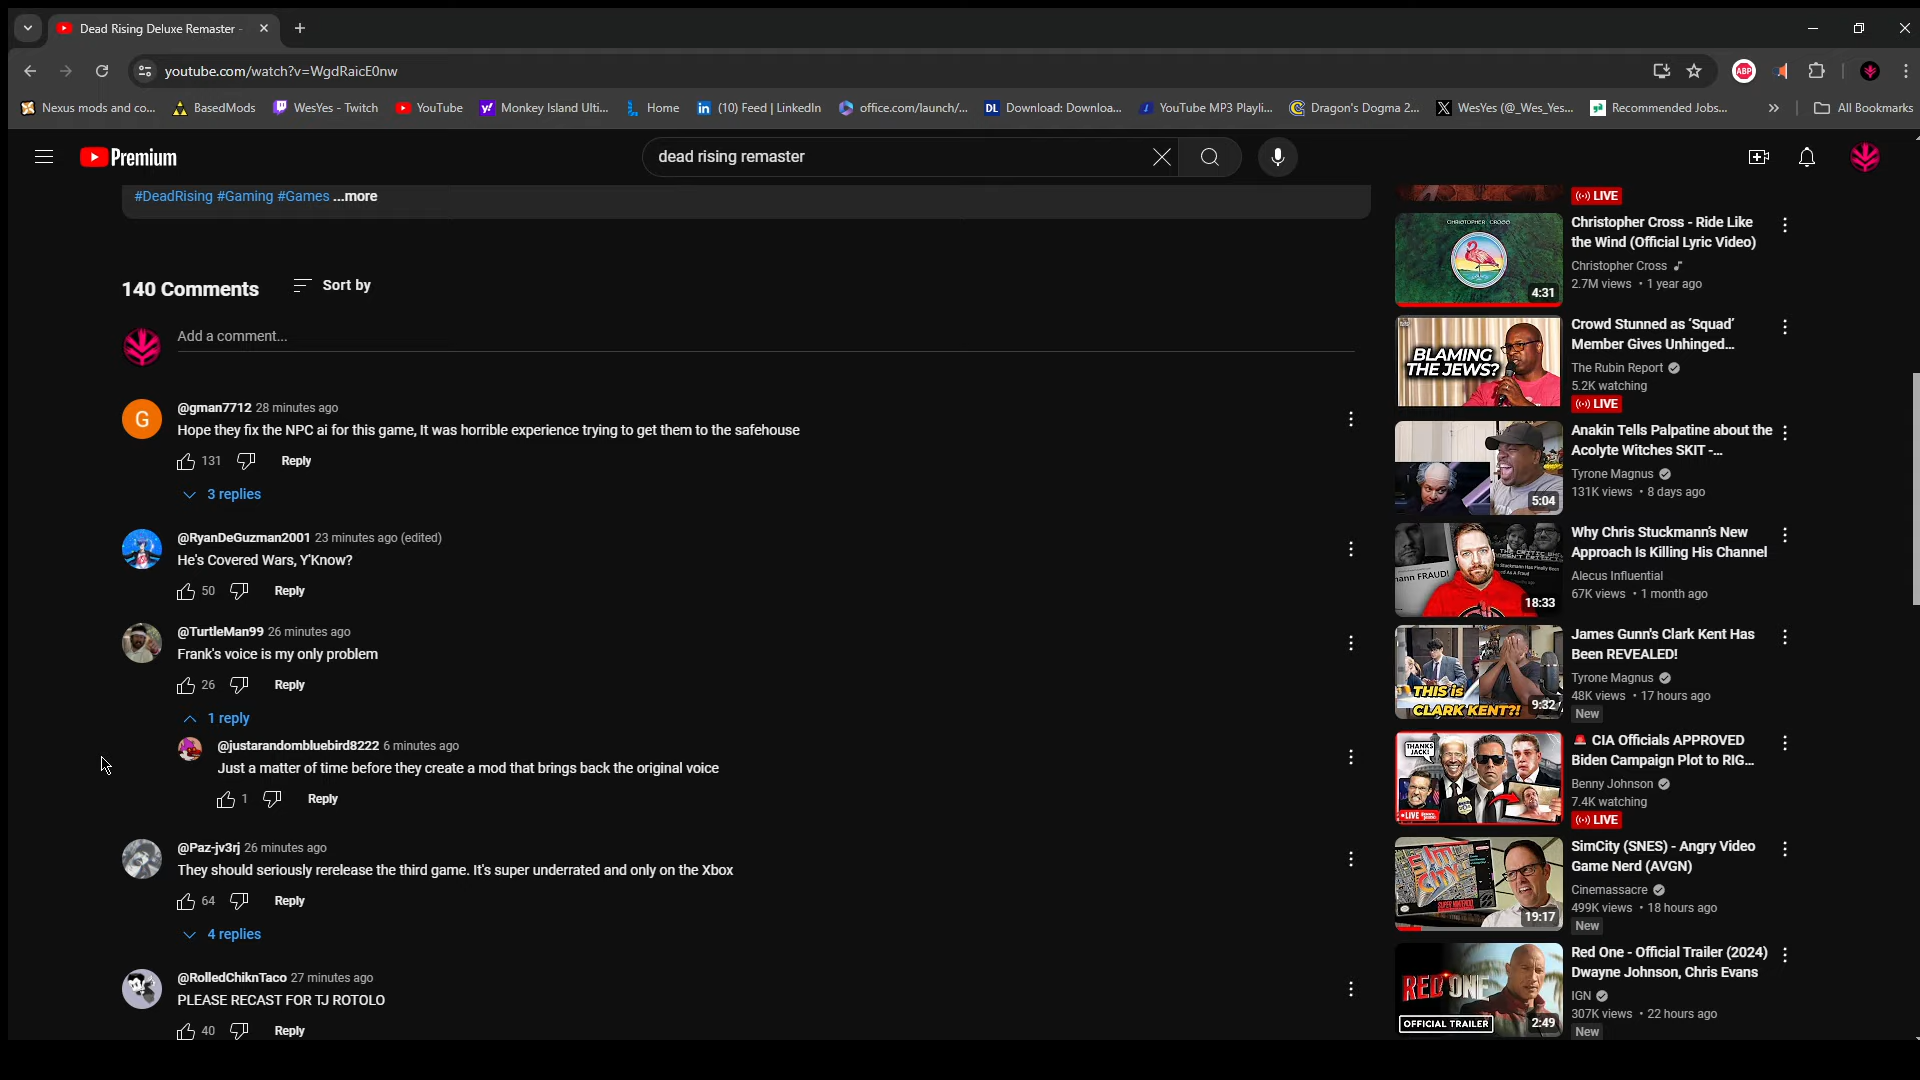 Dead Rising Deluxe Remaster -
youtube.com/watch?v=WgdRaicE0nw
ABP
Nexus mods and co...
BasedMods
WesYes - Twitch
YouTube
Monkey Island Ulti...
Home
(10) Feed | LinkedIn
office.com/launch/...
DL Download: Downloa...
YouTube MP3 Playli...
Dragon's Dogma 2...
WesYes (@_Wes_Yes...
Recommended Jobs...
»
All Bookmarks
Premium
dead rising remaster
#DeadRising #Gaming #Games ...more
140 Comments
Sort by
Add a comment...
G
@gman7712 28 minutes ago
Hope they fix the NPC ai for this game, It was horrible experience trying to get them to the safehouse
131 Reply
3 replies
@RyanDeGuzman2001 23 minutes ago (edited)
He's Covered Wars, Y'Know?
50 Reply
@TurtleMan99 26 minutes ago
Frank's voice is my only problem
26 Reply
1 reply
@justarandombluebird8222 6 minutes ago
Just a matter of time before they create a mod that brings back the original voice
1 Reply
@Paz-jv3rj 26 minutes ago
They should seriously rerelease the third game. It's super underrated and only on the Xbox
64 Reply
4 replies
@RolledChiknTaco 27 minutes ago
PLEASE RECAST FOR TJ ROTOLO
40 Reply
LIVE
CHRISTOPHER CROSS
4:31
Christopher Cross - Ride Like
the Wind (Official Lyric Video)
Christopher Cross
2.7M views • 1 year ago
BLAMING
THE JEWS?
Crowd Stunned as 'Squad'
Member Gives Unhinged...
The Rubin Report
5.2K watching
LIVE
5:04
Anakin Tells Palpatine about the
Acolyte Witches SKIT -...
Tyrone Magnus
131K views • 8 days ago
mann FRAUD!
18:33
Why Chris Stuckmann's New
Approach Is Killing His Channel
Alecus Influential
67K views • 1 month ago
THIS is
CLARK KENT?!
9:32
James Gunn's Clark Kent Has
Been REVEALED!
Tyrone Magnus
48K views • 17 hours ago
New
THANKS
JACK!
LIVE
CIA Officials APPROVED
Biden Campaign Plot to RIG...
Benny Johnson
7.4K watching
LIVE
SIM
CITY
SUPER NINTENDO
19:17
SimCity (SNES) - Angry Video
Game Nerd (AVGN)
Cinemassacre
499K views • 18 hours ago
New
RED ONE
OFFICIAL TRAILER
2:49
Red One - Official Trailer (2024)
Dwayne Johnson, Chris Evans
IGN
307K views • 22 hours ago
New